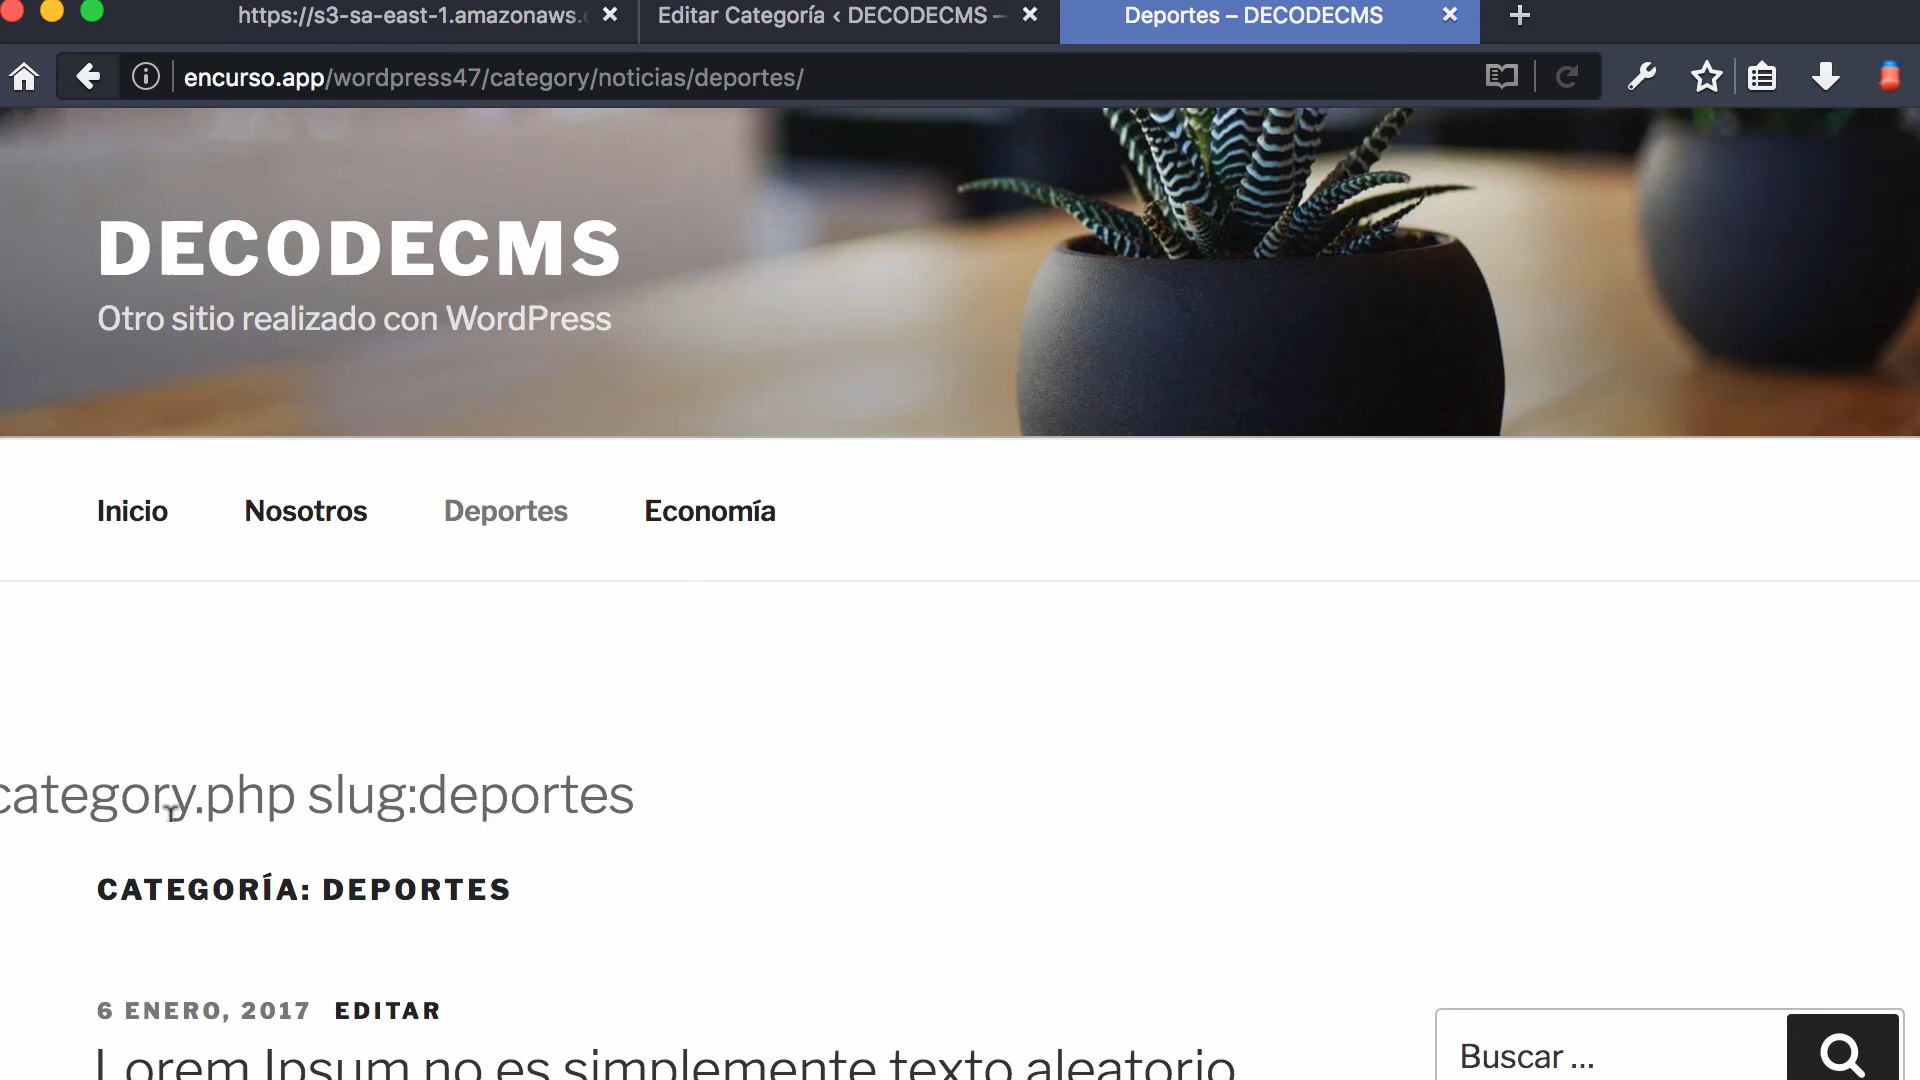 https://s3-sa-east-1.amazonaws.
Editar Categoría ‹ DECODECMS —
Deportes – DECODECMS
encurso.app/wordpress47/category/noticias/deportes/
DECODECMS
Otro sitio realizado con WordPress
Inicio
Nosotros
Deportes
Economía
category.php slug:deportes
CATEGORÍA: DEPORTES
6 ENERO, 2017 EDITAR
Lorem Ipsum no es simplemente texto aleatorio
Buscar ...